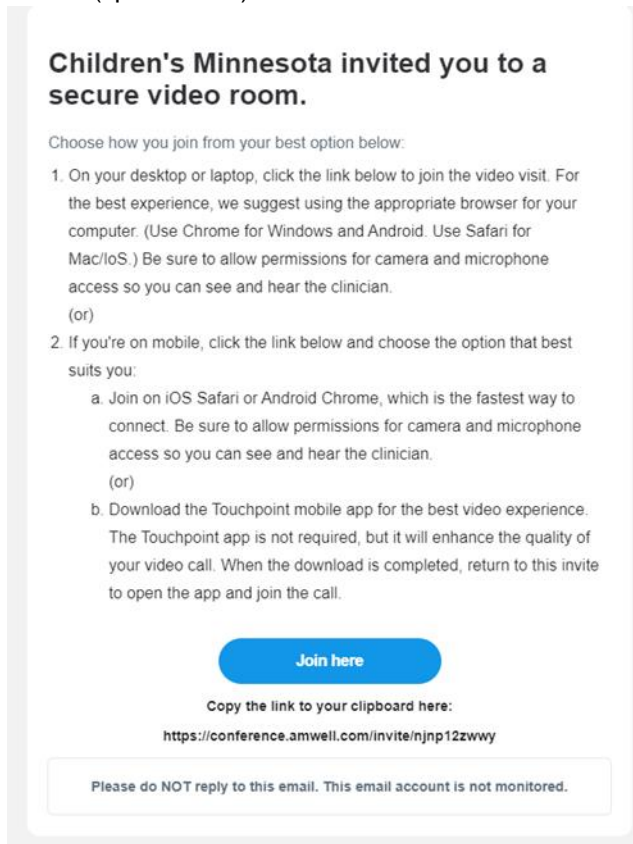 Children's Minnesota invited you to a
secure video room.
Choose how you join from your best option below:
1. On your desktop or laptop, click the link below to join the video visit. For
the best experience, we suggest using the appropriate browser for your
computer. (Use Chrome for Windows and Android. Use Safari for
Mac/IoS.) Be sure to allow permissions for camera and microphone
access so you can see and hear the clinician.
(or)
2. If you're on mobile, click the link below and choose the option that best
suits you:
a. Join on iOS Safari or Android Chrome, which is the fastest way to
connect. Be sure to allow permissions for camera and microphone
access so you can see and hear the clinician.
(or)
b. Download the Touchpoint mobile app for the best video experience.
The Touchpoint app is not required, but it will enhance the quality of
your video call. When the download is completed, return to this invite
to open the app and join the call.
Join here
Copy the link to your clipboard here:
https://conference.amwell.com/invite/njnp12zwwy
Please do NOT reply to this email. This email account is not monitored.